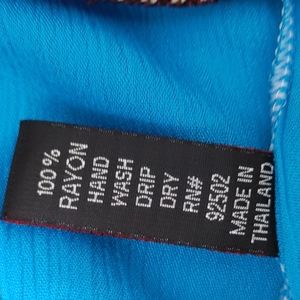 100%
RAYON
HAND
WASH
DRIP
DRY
RN#
92502
MADE IN
THAILAND